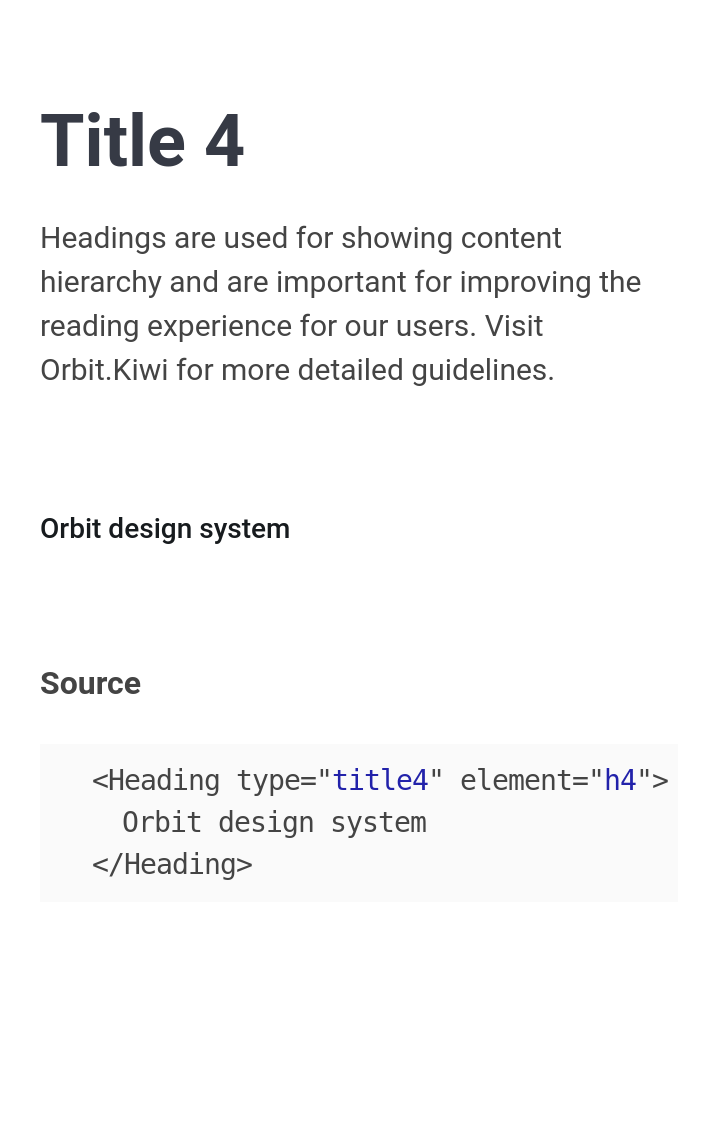 Title 4
Headings are used for showing content
hierarchy and are important for improving the
reading experience for our users. Visit
Orbit.Kiwi for more detailed guidelines.
Orbit design system
Source
<Heading type="title4" element="h4">
  Orbit design system
</Heading>